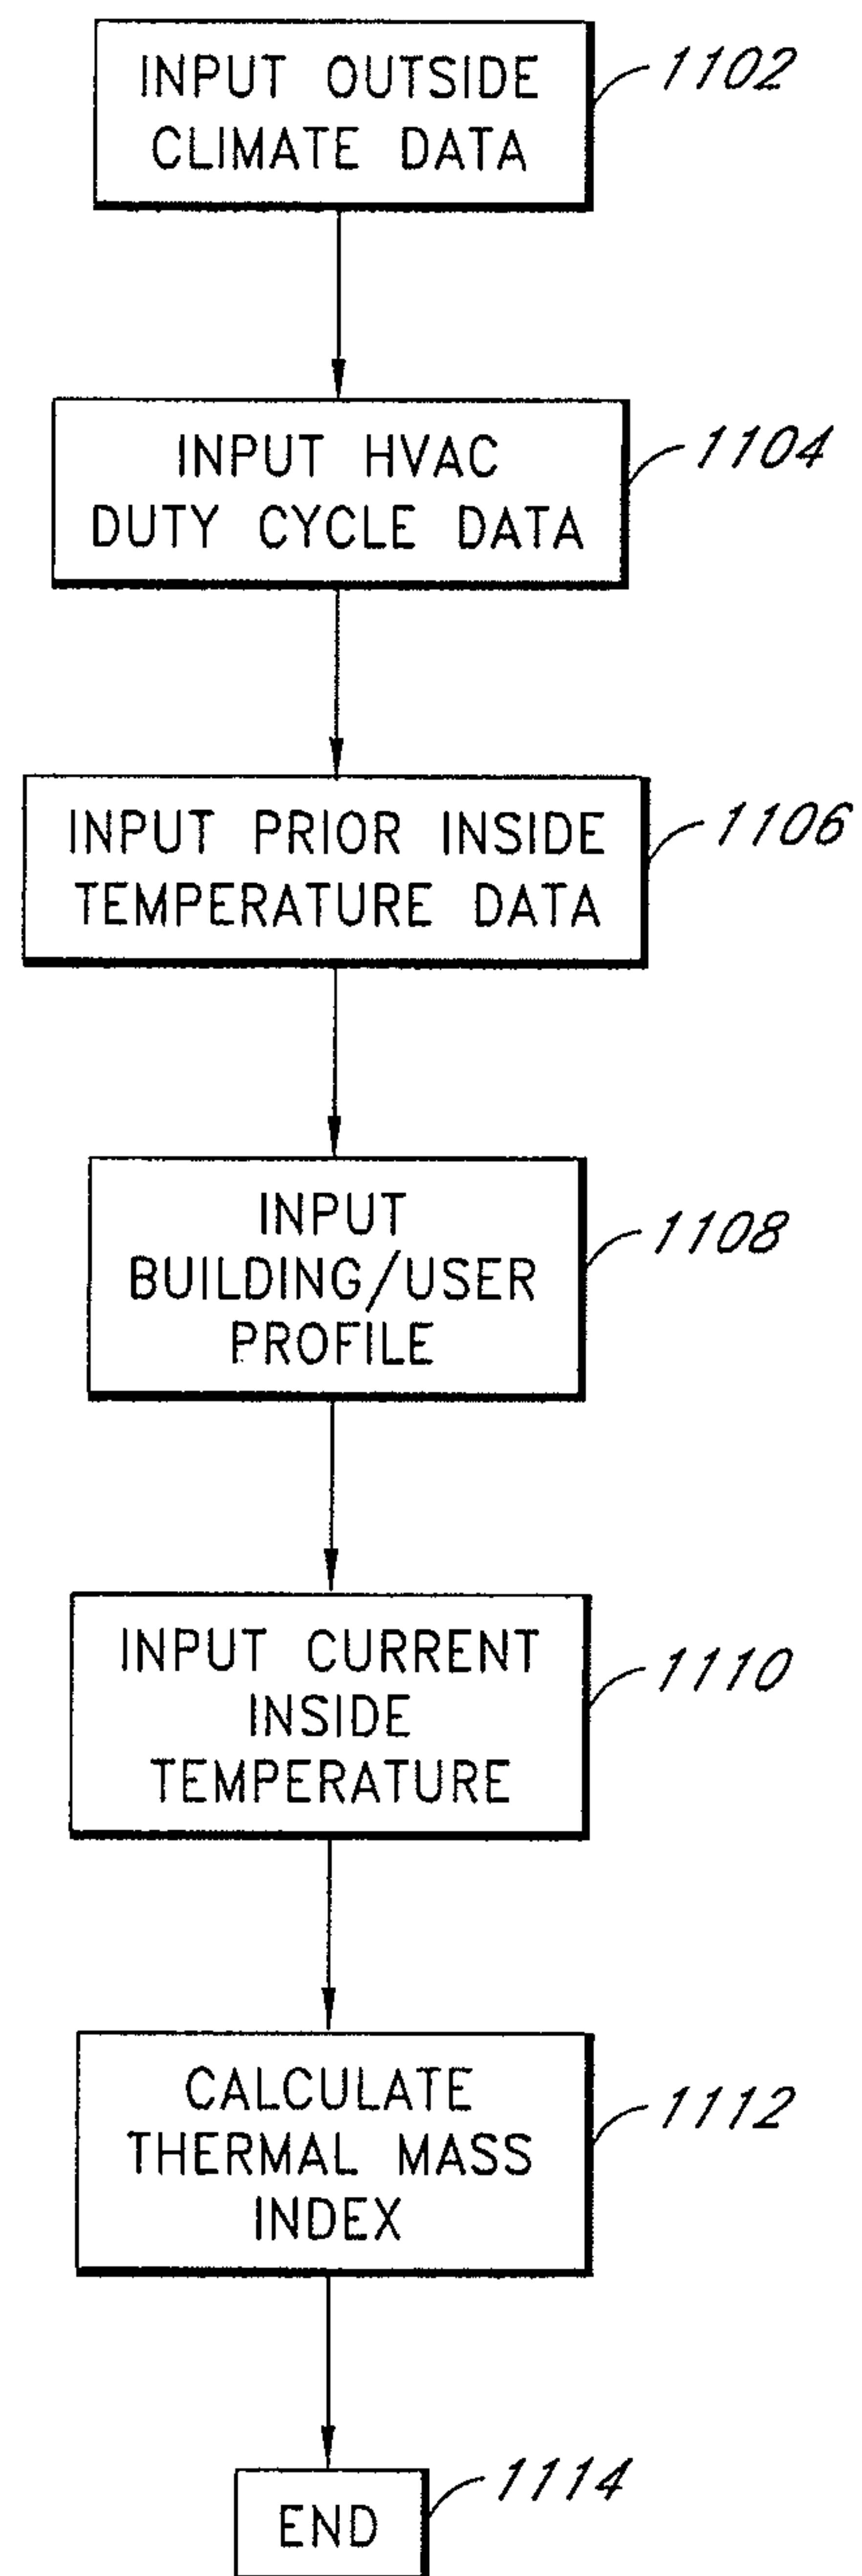 INPUT OUTSIDE
CLIMATE DATA
1102
INPUT HVAC
DUTY CYCLE DATA
1104
INPUT PRIOR INSIDE
TEMPERATURE DATA
1106
INPUT
BUILDING/USER
PROFILE
1108
INPUT CURRENT
INSIDE
TEMPERATURE
1110
CALCULATE
THERMAL MASS
INDEX
1112
END
1114